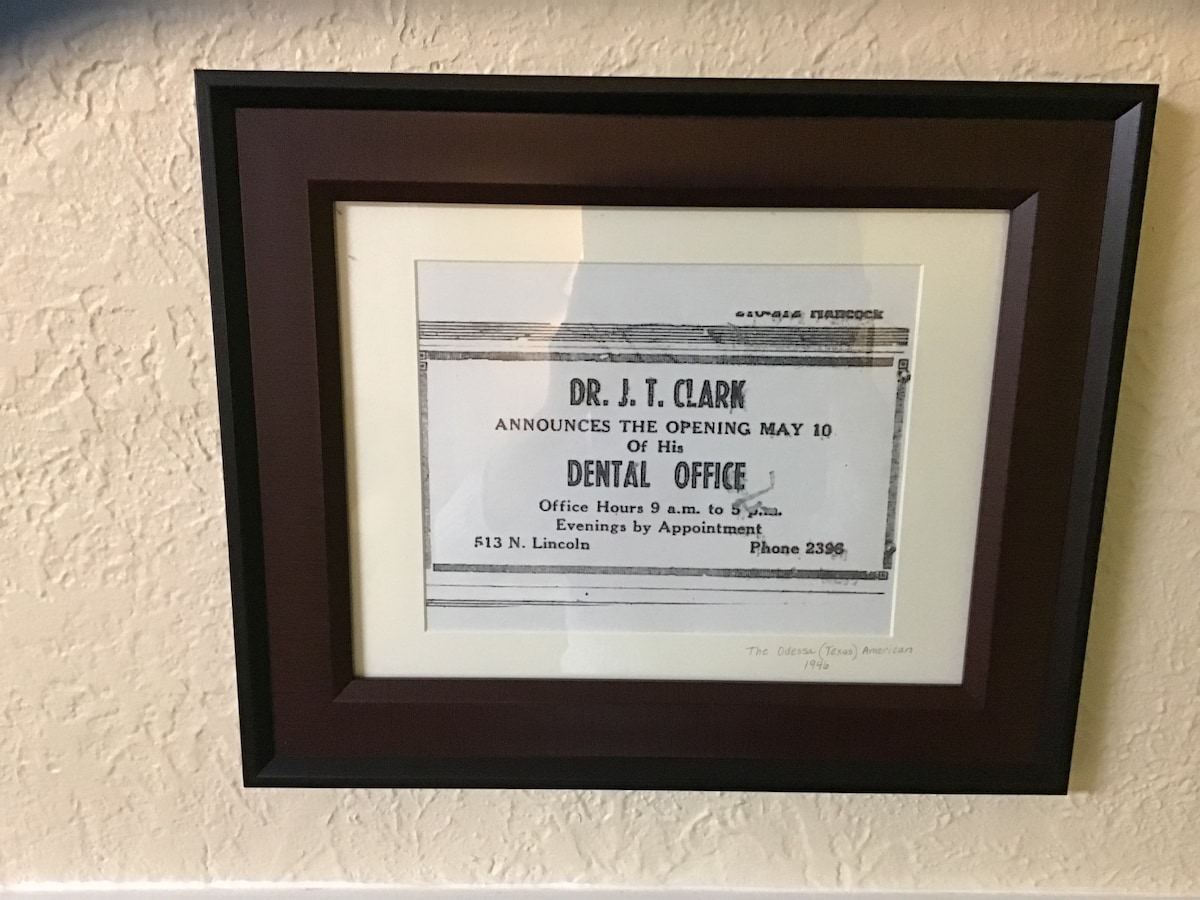 Hancock
DR. J. T. CLARK
ANNOUNCES THE OPENING MAY 10
Of His
DENTAL OFFICE
Office Hours 9 a.m. to 5 p.m.
Evenings by Appointment
513 N. Lincoln Phone 2396
The Odessa (Texas) American
1946